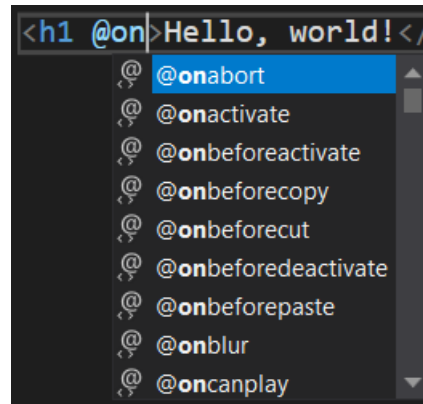 <h1 @on>Hello, world!</
@onabort
@onactivate
@onbeforeactivate
@onbeforecopy
@onbeforecut
@onbeforedeactivate
@onbeforepaste
@onblur
@oncanplay